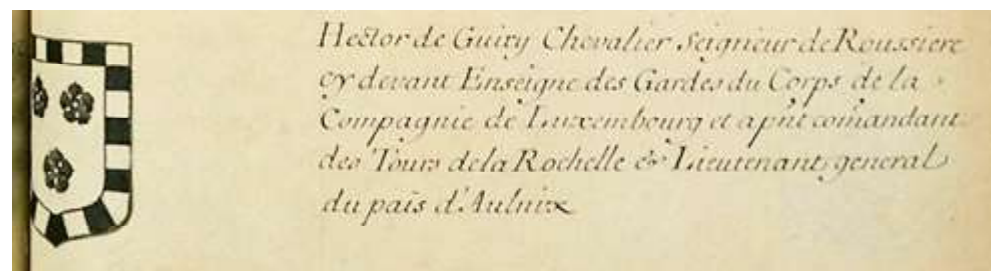 Hector de Guiry Chevalier Seigneur de Roussiere
cy devant Enseigne des Gardes du Corps de la
Compagnie de Luxembourg et apnt comandant
des Tours de la Rochelle & Lieutenant general
du païs d'Aulnix